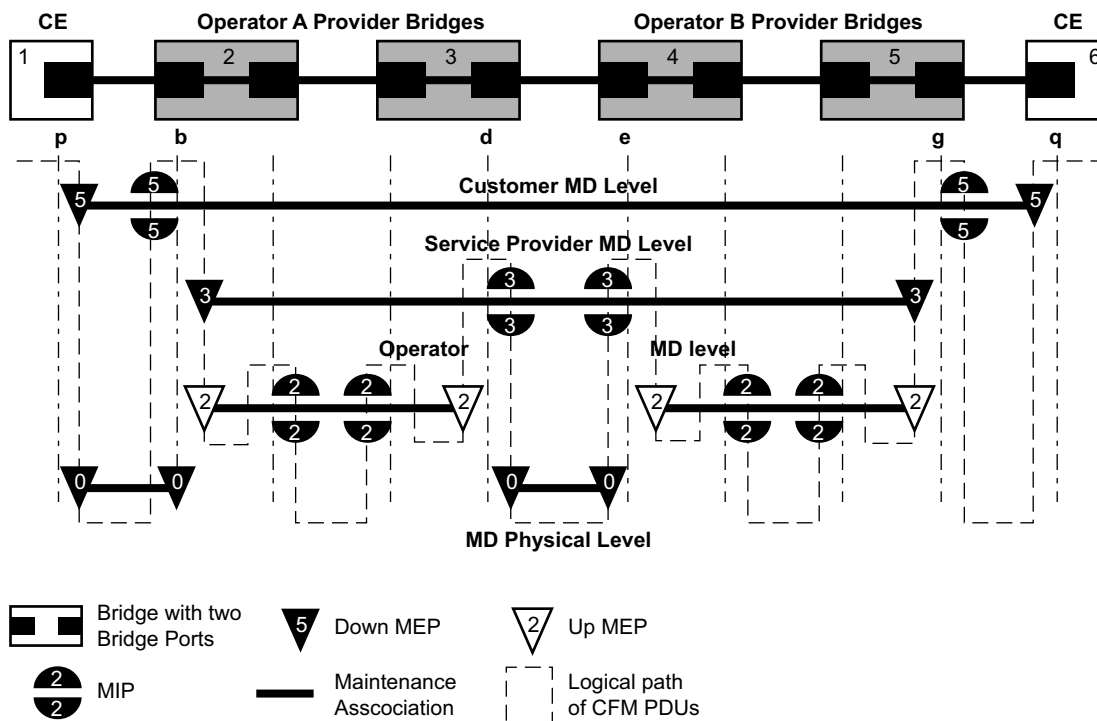 CE Operator A Provider Bridges Operator B Provider Bridges CE
1 2 3 4 5 6
p b d e g q
5 5 5 5
Customer MD Level
5 5
Service Provider MD Level
3 3
3 3
3 3
Operator MD level
2 2 2 2
2 2 2 2
2 2 2 2
0 0 0 0
MD Physical Level
Bridge with two
Bridge Ports
5 Down MEP
2 Up MEP
2
2
MIP
Maintenance
Asscociation
Logical path
of CFM PDUs